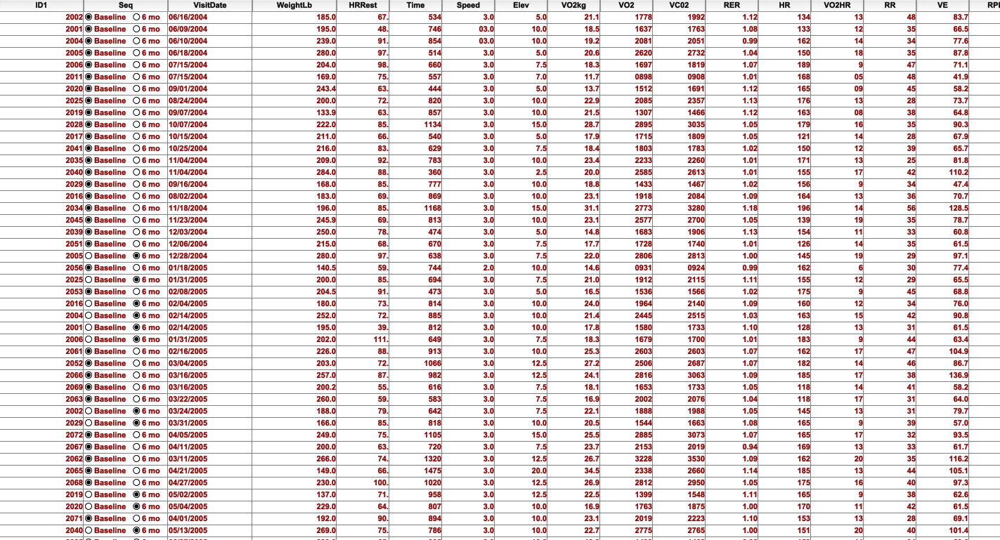 ID1 Seq VisitDate WeightLb HRRest Time Speed Elev VO2kg VO2 VC02 RER HR VO2HR RR VE RP
2002 Baseline 6 mo 06/16/2004 185.0 67. 534 3.0 5.0 21.1 1778 1992 1.12 134 13 48 83.7
2001 Baseline 6 mo 06/09/2004 195.0 48. 746 03.0 10.0 18.5 1637 1763 1.08 133 12 35 66.5
2004 Baseline 6 mo 06/10/2004 239.0 91. 854 03.0 10.0 19.2 2081 2051 0.99 162 14 34 77.6
2005 Baseline 6 mo 06/18/2004 280.0 97. 514 3.0 5.0 20.6 2620 2732 1.04 150 18 35 87.8
2006 Baseline 6 mo 07/15/2004 204.0 98. 660 3.0 7.5 18.3 1697 1819 1.07 189 9 47 71.1
2011 Baseline 6 mo 07/15/2004 169.0 75. 557 3.0 7.0 11.7 0898 0908 1.01 168 05 48 41.9
2020 Baseline 6 mo 09/01/2004 243.4 63. 444 3.0 5.0 13.7 1512 1691 1.12 165 09 45 58.2
2025 Baseline 6 mo 08/24/2004 200.0 72. 820 3.0 10.0 22.9 2085 2357 1.13 176 13 28 73.7
2019 Baseline 6 mo 09/07/2004 133.9 63. 857 3.0 10.0 21.5 1307 1466 1.12 163 08 38 64.8
2028 Baseline 6 mo 10/07/2004 222.0 85. 1134 3.0 15.0 28.7 2895 3035 1.05 179 16 35 90.3
2017 Baseline 6 mo 10/15/2004 211.0 66. 540 3.0 5.0 17.9 1715 1809 1.05 121 14 28 67.9
2041 Baseline 6 mo 10/25/2004 216.0 83. 629 3.0 7.5 18.4 1803 1783 1.02 150 12 39 65.7
2035 Baseline 6 mo 11/04/2004 209.0 92. 783 3.0 10.0 23.4 2233 2260 1.01 171 13 25 81.8
2040 Baseline 6 mo 11/04/2004 284.0 88. 360 3.0 2.5 20.0 2585 2613 1.01 155 17 42 110.2
2029 Baseline 6 mo 09/16/2004 168.0 85. 777 3.0 10.0 18.8 1433 1467 1.02 156 9 34 47.4
2016 Baseline 6 mo 08/02/2004 183.0 69. 869 3.0 10.0 23.1 1918 2084 1.09 164 13 36 70.7
2034 Baseline 6 mo 11/18/2004 196.0 85. 1168 3.0 15.0 31.1 2773 3280 1.18 196 14 56 128.5
2045 Baseline 6 mo 11/23/2004 245.9 69. 813 3.0 10.0 23.1 2577 2700 1.05 139 19 35 78.7
2039 Baseline 6 mo 12/03/2004 250.0 78. 474 3.0 5.0 14.8 1683 1906 1.13 154 11 33 60.8
2051 Baseline 6 mo 12/06/2004 215.0 68. 670 3.0 7.5 17.7 1728 1740 1.01 126 14 35 61.5
2005 Baseline 6 mo 12/28/2004 280.0 97. 638 3.0 7.5 22.0 2806 2813 1.00 145 19 29 97.1
2056 Baseline 6 mo 01/18/2005 140.5 59. 744 2.0 10.0 14.6 0931 0924 0.99 162 6 30 77.4
2025 Baseline 6 mo 01/31/2005 200.0 85. 694 3.0 7.5 21.0 1912 2115 1.11 155 12 29 65.5
2053 Baseline 6 mo 02/08/2005 204.5 91. 473 3.0 5.0 16.5 1536 1566 1.02 175 9 45 68.8
2016 Baseline 6 mo 02/04/2005 180.0 73. 814 3.0 10.0 24.0 1964 2140 1.09 160 12 34 76.0
2004 Baseline 6 mo 02/14/2005 252.0 72. 885 3.0 10.0 21.4 2445 2515 1.03 163 15 42 90.8
2001 Baseline 6 mo 02/14/2005 195.0 39. 812 3.0 10.0 17.8 1580 1733 1.10 128 13 31 61.5
2006 Baseline 6 mo 01/31/2005 202.0 111. 649 3.0 7.5 18.3 1679 1700 1.01 183 9 44 63.4
2061 Baseline 6 mo 02/16/2005 226.0 88. 913 3.0 10.0 25.3 2603 2603 1.07 162 17 47 104.9
2052 Baseline 6 mo 03/04/2005 203.0 72. 1066 3.0 12.5 27.2 2506 2687 1.07 182 14 46 86.7
2066 Baseline 6 mo 03/16/2005 257.0 87. 982 3.0 12.5 24.1 2816 3063 1.09 185 17 38 136.9
2069 Baseline 6 mo 03/16/2005 200.2 55. 616 3.0 7.5 18.1 1653 1733 1.05 118 14 41 58.2
2063 Baseline 6 mo 03/22/2005 260.0 59. 583 3.0 7.5 16.9 2002 2076 1.04 118 17 31 64.0
2002 Baseline 6 mo 03/24/2005 188.0 79. 642 3.0 7.5 22.1 1888 1988 1.05 145 13 31 79.7
2029 Baseline 6 mo 03/31/2005 166.0 85. 818 3.0 10.0 20.5 1544 1663 1.08 165 9 39 57.0
2072 Baseline 6 mo 04/05/2005 249.0 75. 1105 3.0 15.0 25.5 2885 3073 1.07 165 17 32 93.5
2067 Baseline 6 mo 04/11/2005 200.0 63. 720 3.0 7.5 23.7 2153 2019 0.94 169 13 33 61.7
2062 Baseline 6 mo 03/11/2005 266.0 74. 1320 3.0 12.5 26.7 3228 3530 1.09 162 20 35 116.2
2065 Baseline 6 mo 04/21/2005 149.0 66. 1475 3.0 20.0 34.5 2338 2660 1.14 185 13 44 105.1
2068 Baseline 6 mo 04/27/2005 230.0 100. 1020 3.0 12.5 26.9 2812 2950 1.05 175 16 40 97.3
2019 Baseline 6 mo 05/02/2005 137.0 71. 958 3.0 12.5 22.5 1399 1548 1.11 165 9 38 62.6
2020 Baseline 6 mo 05/04/2005 229.0 64. 807 3.0 10.0 16.9 1763 1875 1.00 170 11 42 61.5
2071 Baseline 6 mo 04/01/2005 192.0 90. 894 3.0 10.0 23.1 2019 2223 1.10 153 13 28 69.1
2040 Baseline 6 mo 05/13/2005 269.0 75. 786 3.0 10.0 22.7 2775 2765 1.00 151 20 40 101.4